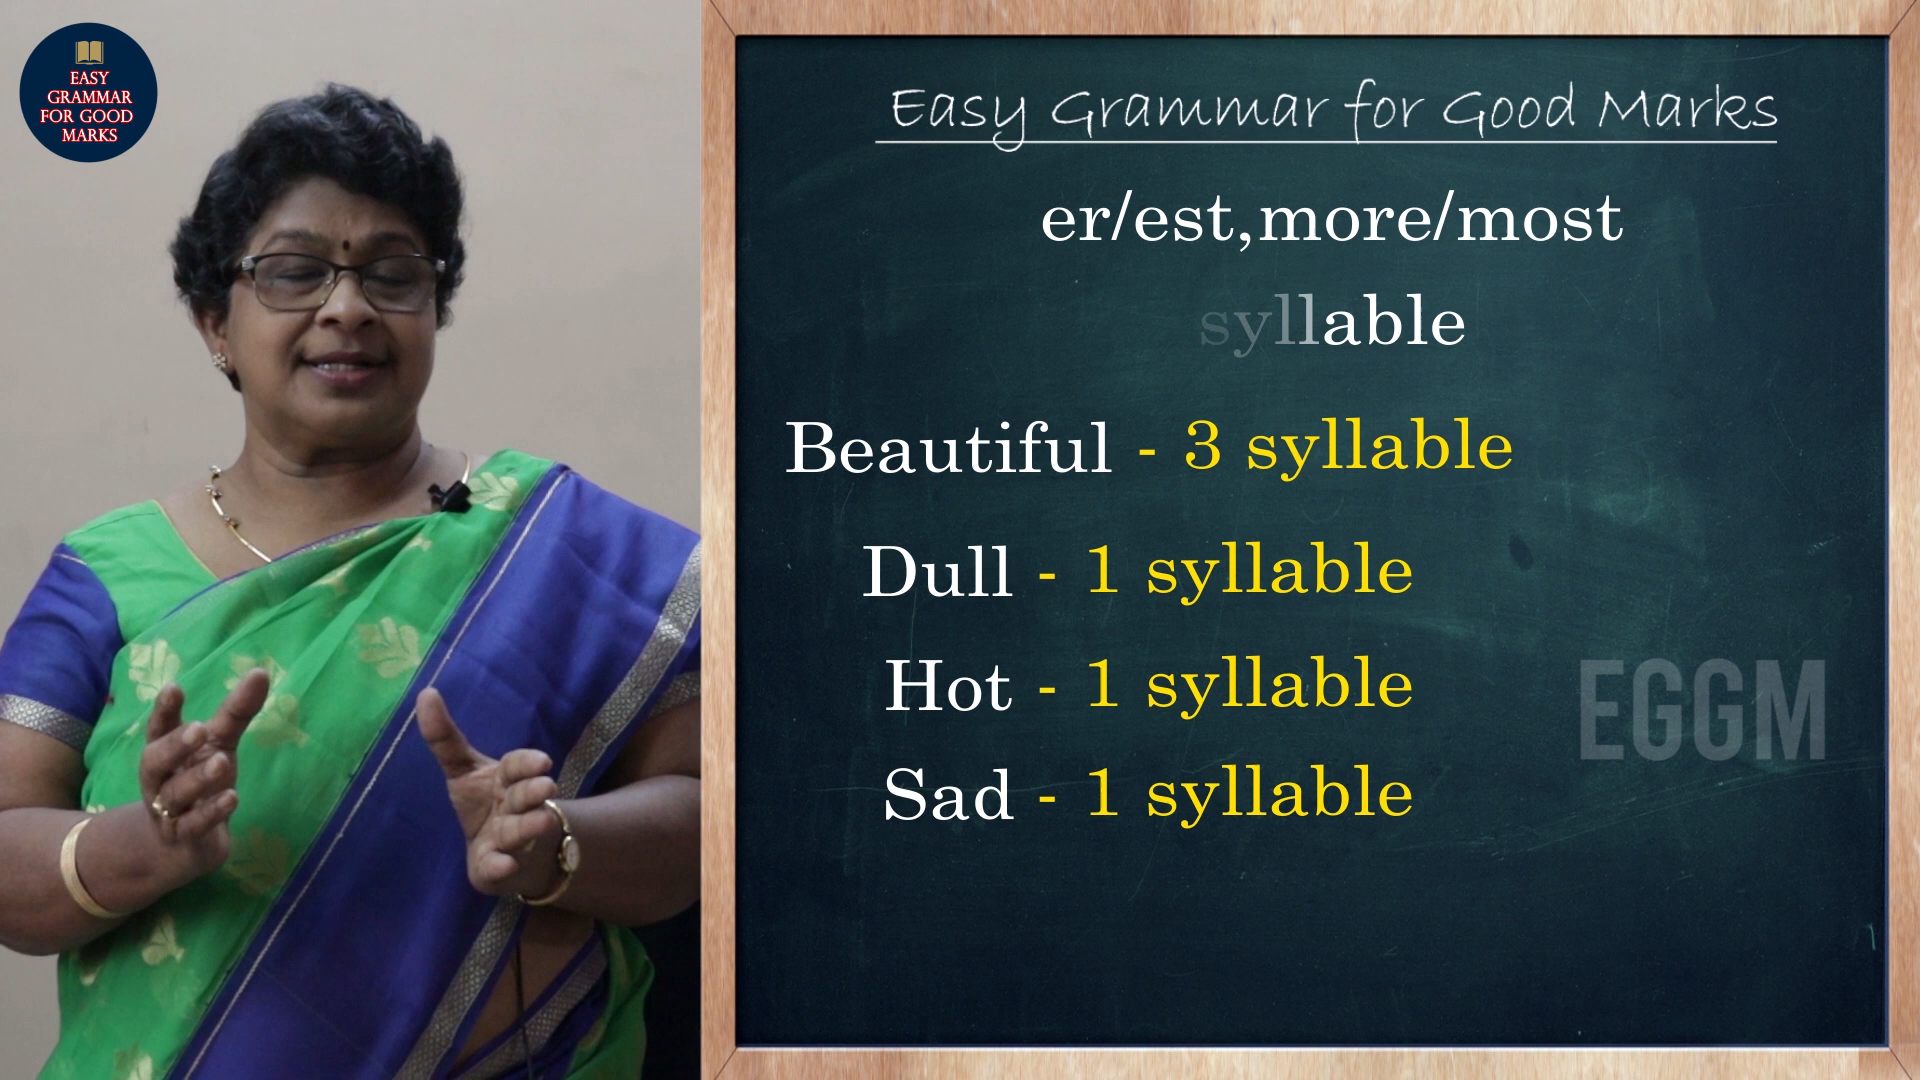 EASY
GRAMMAR
FOR GOOD
MARKS
Easy Grammar for Good Marks
er/est,more/most
syllable
Beautiful - 3 syllable
Dull - 1 syllable
Hot - 1 syllable
Sad - 1 syllable
EGGM